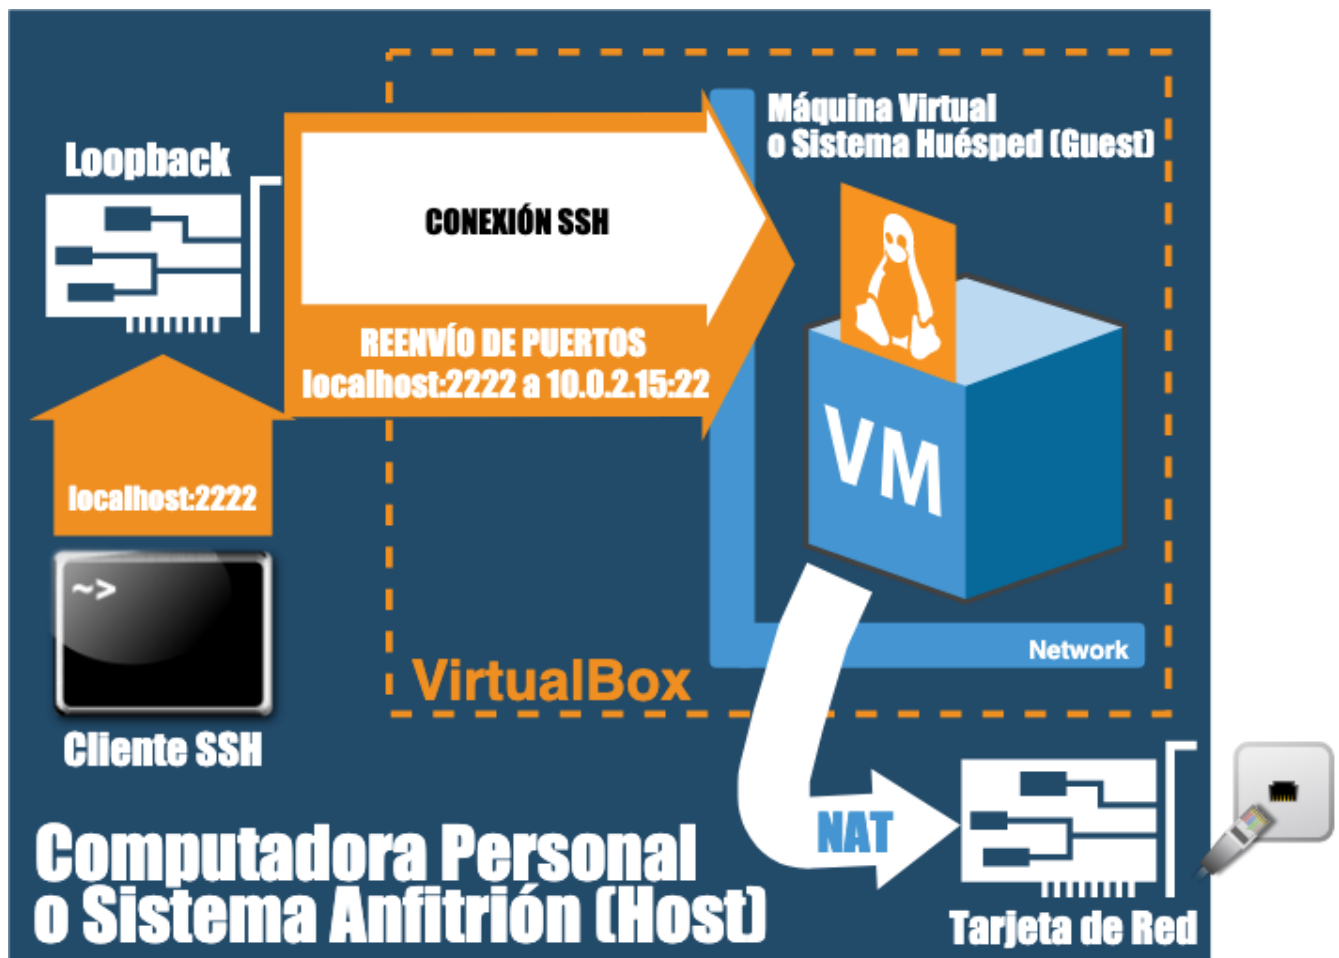 Máquina Virtual
o Sistema Huésped (Guest)
Loopback
CONEXIÓN SSH
REENVÍO DE PUERTOS
localhost:2222 a 10.0.2.15:22
VM
localhost:2222
~>
Network
VirtualBox
Cliente SSH
NAT
Computadora Personal
o Sistema Anfitrión (Host)
Tarjeta de Red